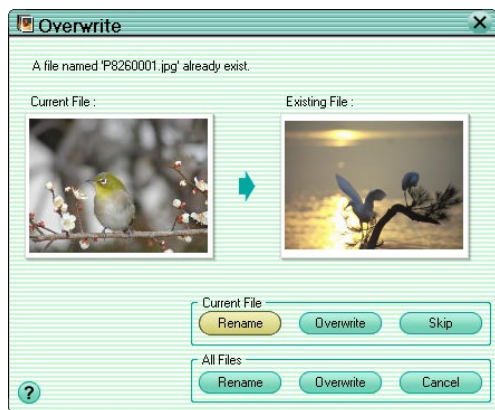 Overwrite
A file named 'P8260001.jpg' already exist.
Current File :
Existing File :
Current File
Rename
Overwrite
Skip
All Files
Rename
Overwrite
Cancel
?